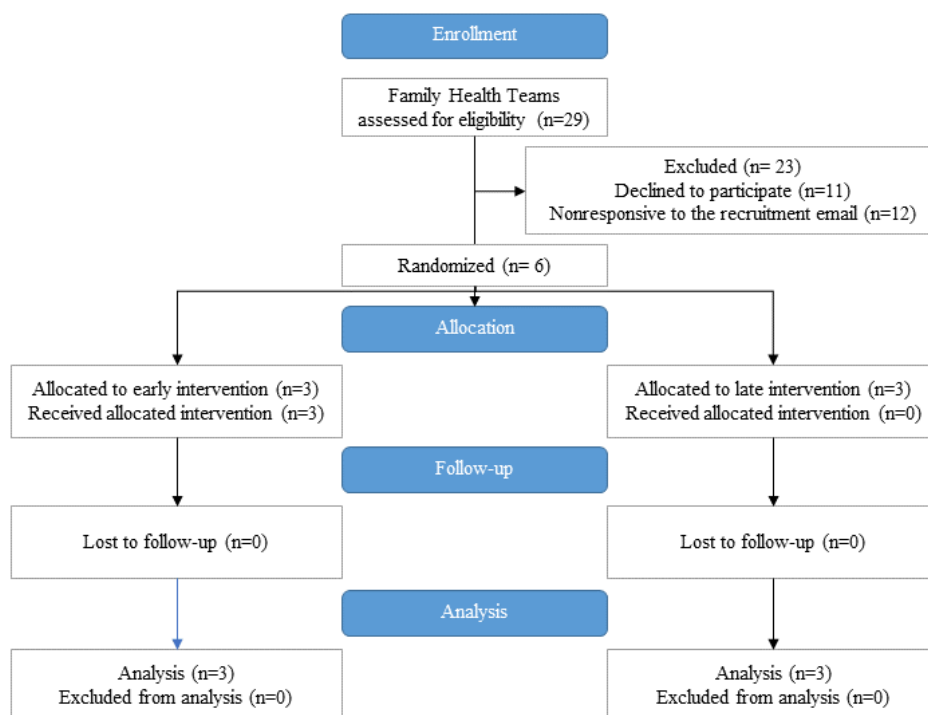 Enrollment
Family Health Teams
assessed for eligibility (n=29)
Excluded (n= 23)
Declined to participate (n=11)
Nonresponsive to the recruitment email (n=12)
Randomized (n= 6)
Allocation
Allocated to early intervention (n=3)
Received allocated intervention (n=3)
Allocated to late intervention (n=3)
Received allocated intervention (n=0)
Follow-up
Lost to follow-up (n=0)
Lost to follow-up (n=0)
Analysis
Analysis (n=3)
Excluded from analysis (n=0)
Analysis (n=3)
Excluded from analysis (n=0)